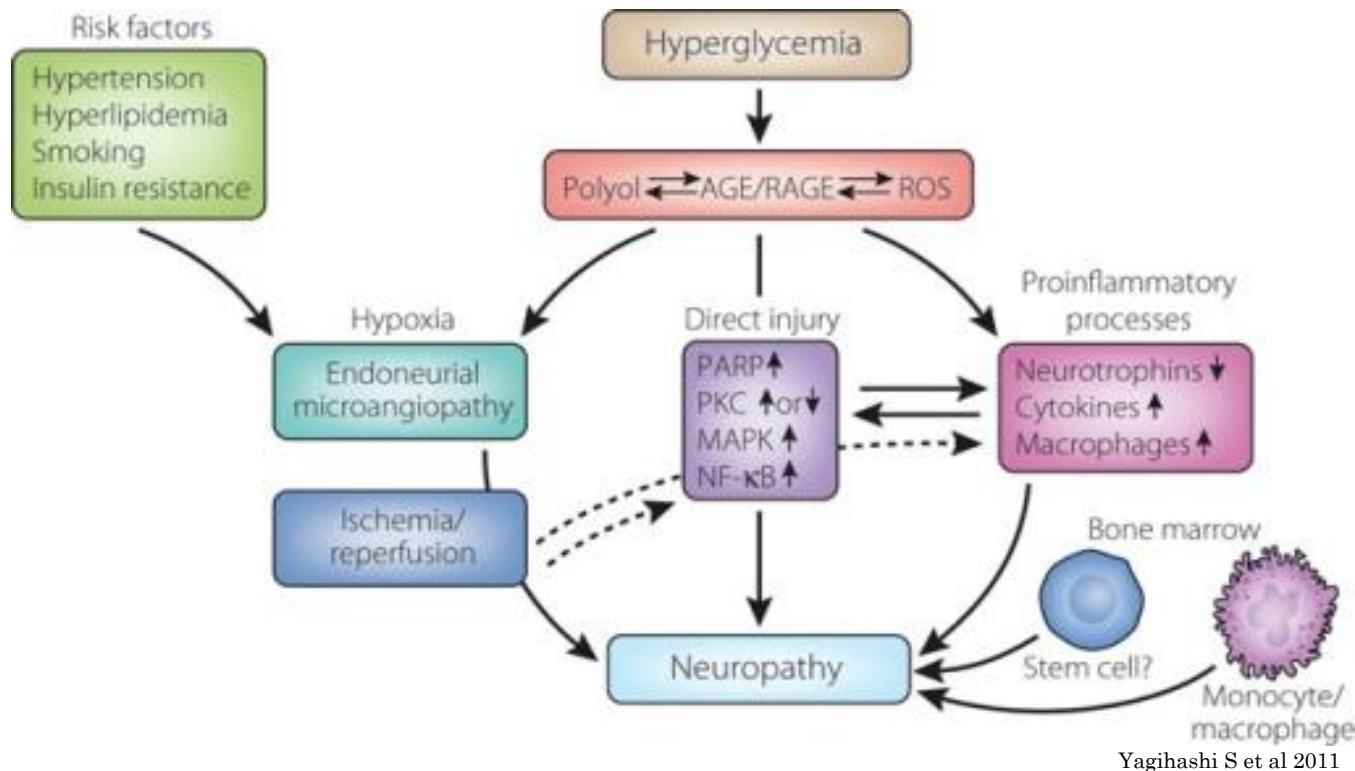 Risk factors
Hypertension
Hyperlipidemia
Smoking
Insulin resistance
Hyperglycemia
Polyol AGE/RAGE ROS
Hypoxia
Endoneurial
microangiopathy
Ischemia/
reperfusion
Direct injury
PARP↑
PKC ↑or↓
MAPK ↑
NF-κB↑
Proinflammatory
processes
Neurotrophins ↓
Cytokines ↑
Macrophages ↑
Neuropathy
Bone marrow
Stem cell?
Monocyte/
macrophage
Yagihashi S et al 2011